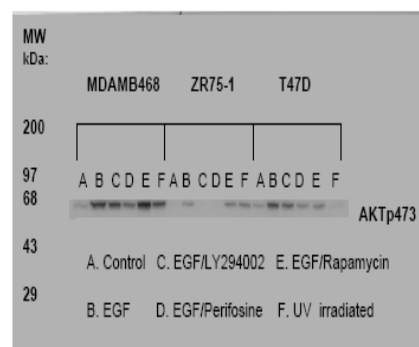 MW
kDa:
MDAMB468 ZR75-1 T47D
200
97
A B C D E F A B C D E F A B C D E F
68
AKTp473
43
A. Control C. EGF/LY294002 E. EGF/Rapamycin
29
B. EGF D. EGF/Perifosine F. UV irradiated